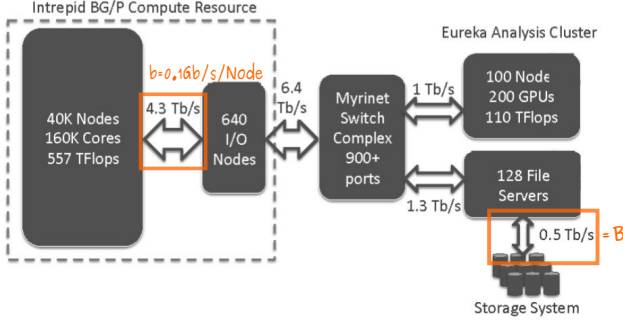 Intrepid BG/P Compute Resource
Eureka Analysis Cluster
b=0.1Gb/s/Node
40K Nodes
160K Cores
557 TFlops
4.3 Tb/s
640
I/O
Nodes
6.4
Tb/s
Myrinet
Switch
Complex
900+
ports
1 Tb/s
100 Node
200 GPUs
110 TFlops
1.3 Tb/s
128 File
Servers
0.5 Tb/s = B
Storage System